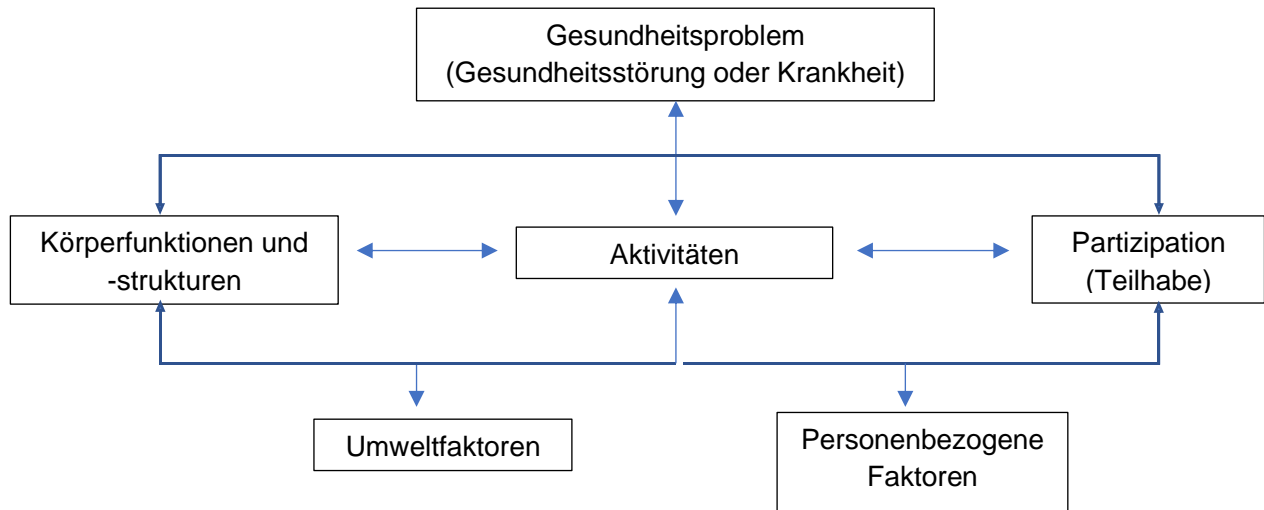 Gesundheitsproblem
(Gesundheitsstörung oder Krankheit)
Körperfunktionen und
-strukturen
Aktivitäten
Partizipation
(Teilhabe)
Umweltfaktoren
Personenbezogene
Faktoren